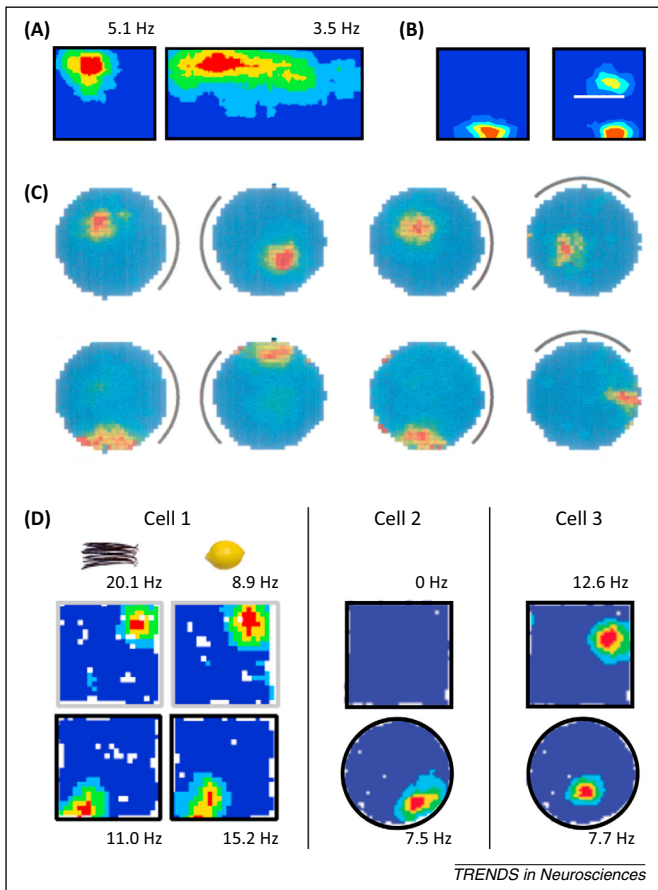 (A) 5.1 Hz 3.5 Hz (B)
(C)
(D) Cell 1 Cell 2 Cell 3
20.1 Hz 8.9 Hz 0 Hz 12.6 Hz
11.0 Hz 15.2 Hz 7.5 Hz 7.7 Hz
TRENDS in Neurosciences